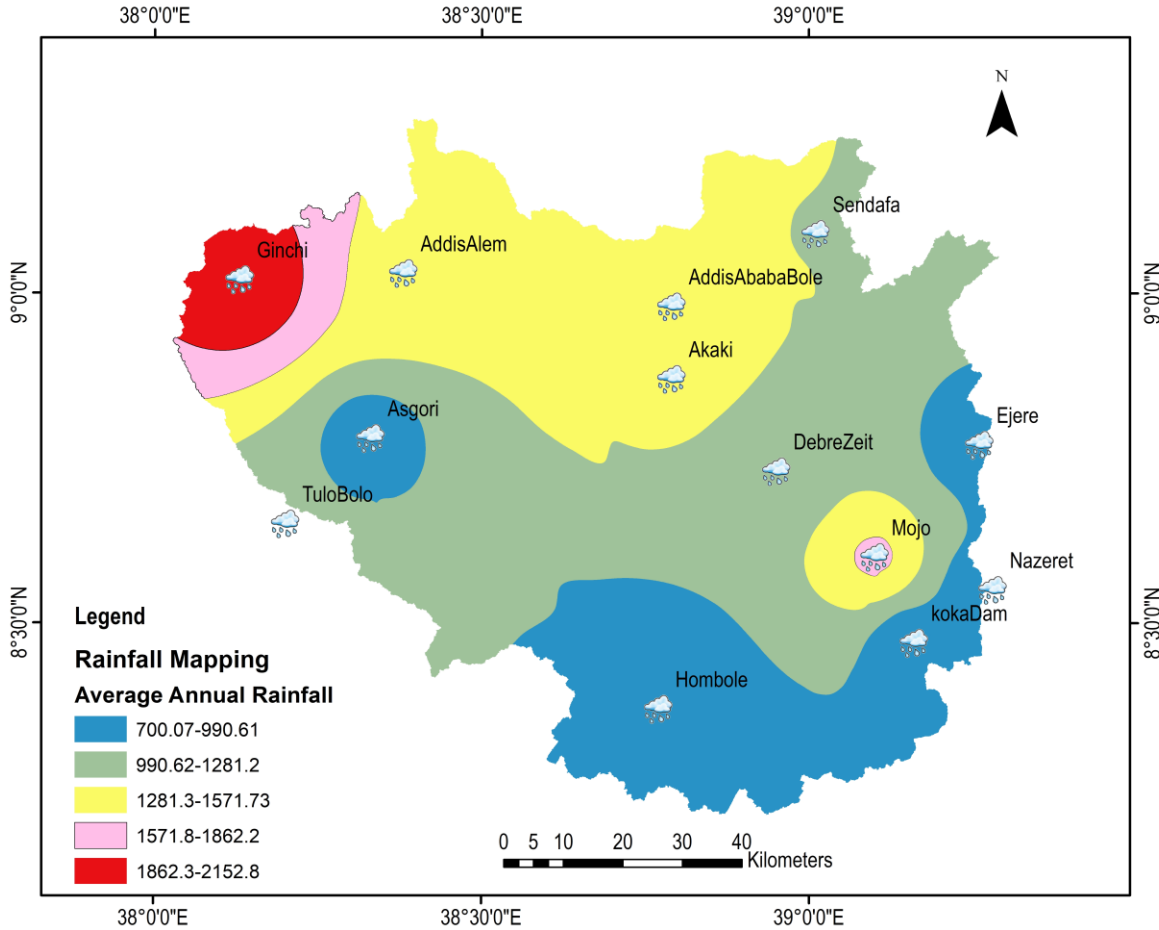 38°0'0"E 38°30'0"E 39°0'0"E
N
Sendafa
Ginchi
AddisAlem
AddisAbabaBole
9°0'0"N
9°0'0"N
Akaki
Asgori
Ejere
DebreZeit
TuloBolo
Mojo
Nazeret
kokaDam
8°30'0"N
8°30'0"N
Hombole
Legend
Rainfall Mapping
Average Annual Rainfall
700.07-990.61
990.62-1281.2
1281.3-1571.73
1571.8-1862.2
1862.3-2152.8
0 5 10 20 30 40
Kilometers
38°0'0"E 38°30'0"E 39°0'0"E